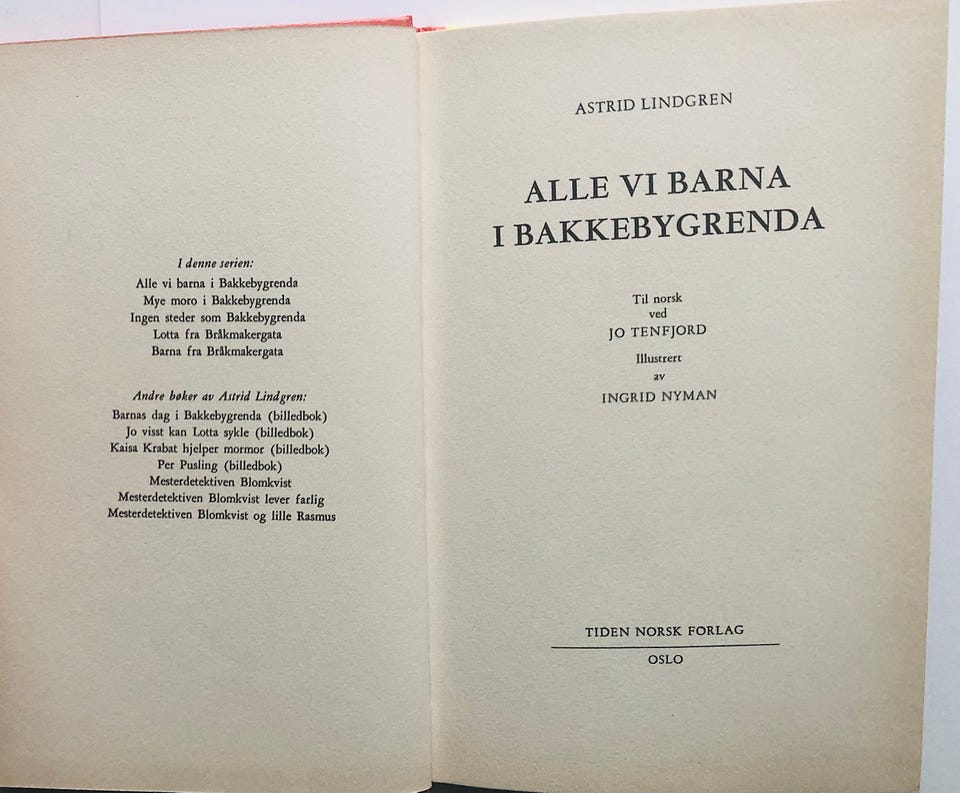 I denne serien:
Alle vi barna i Bakkebygrenda
Mye moro i Bakkebygrenda
Ingen steder som Bakkebygrenda
Lotta fra Bråkmakergata
Barna fra Bråkmakergata
Andre bøker av Astrid Lindgren:
Barnas dag i Bakkebygrenda (billedbok)
Jo visst kan Lotta sykle (billedbok)
Kaisa Krabat hjelper mormor (billedbok)
Per Pusling (billedbok)
Mesterdetektiven Blomkvist
Mesterdetektiven Blomkvist lever farlig
Mesterdetektiven Blomkvist og lille Rasmus
ASTRID LINDGREN
ALLE VI BARNA
I BAKKEBYGRENDA
Til norsk
ved
JO TENFJORD
Illustrert
av
INGRID NYMAN
TIDEN NORSK FORLAG
OSLO